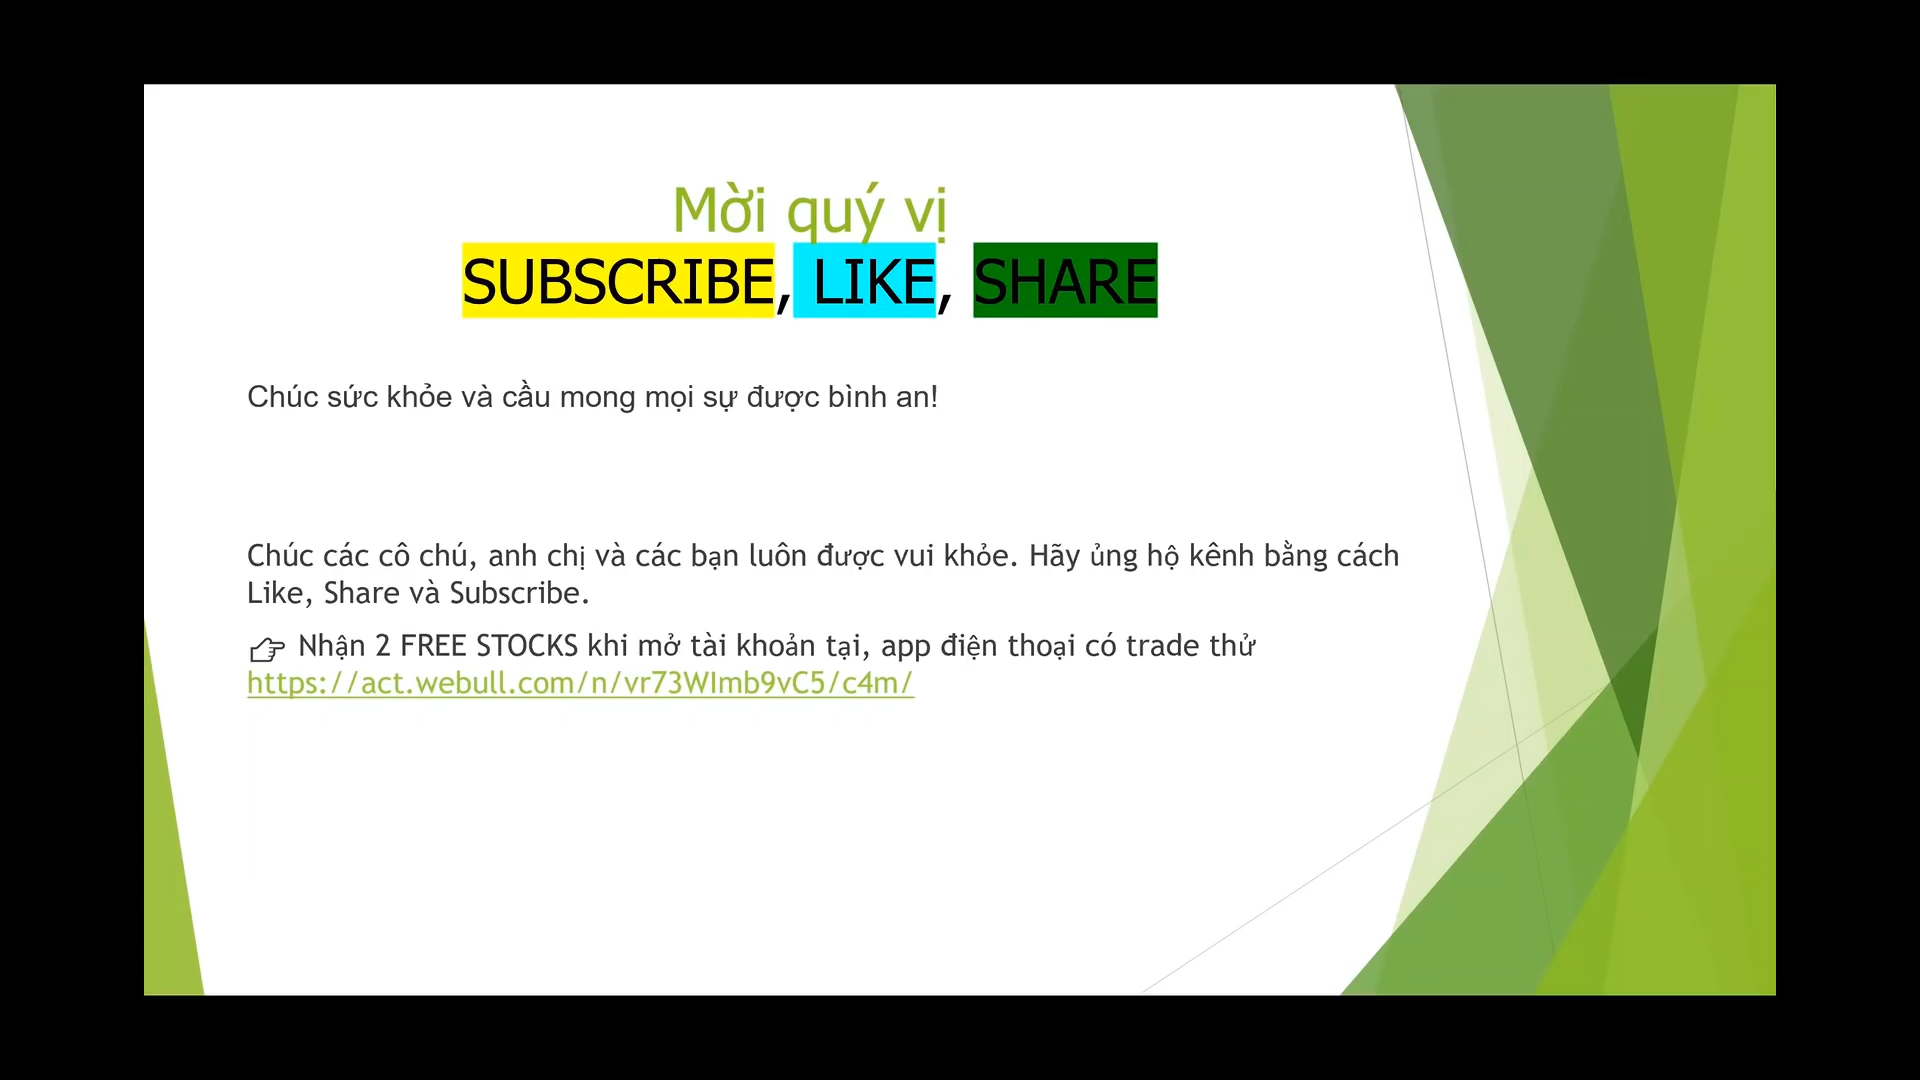 Mời quý vị
SUBSCRIBE, LIKE, SHARE
Chúc sức khỏe và cầu mong mọi sự được bình an!
Chúc các cô chú, anh chị và các bạn luôn được vui khỏe. Hãy ủng hộ kênh bằng cách
Like, Share và Subscribe.
👉 Nhận 2 FREE STOCKS khi mở tài khoản tại, app điện thoại có trade thử
https://act.webull.com/n/vr73WImb9vC5/c4m/